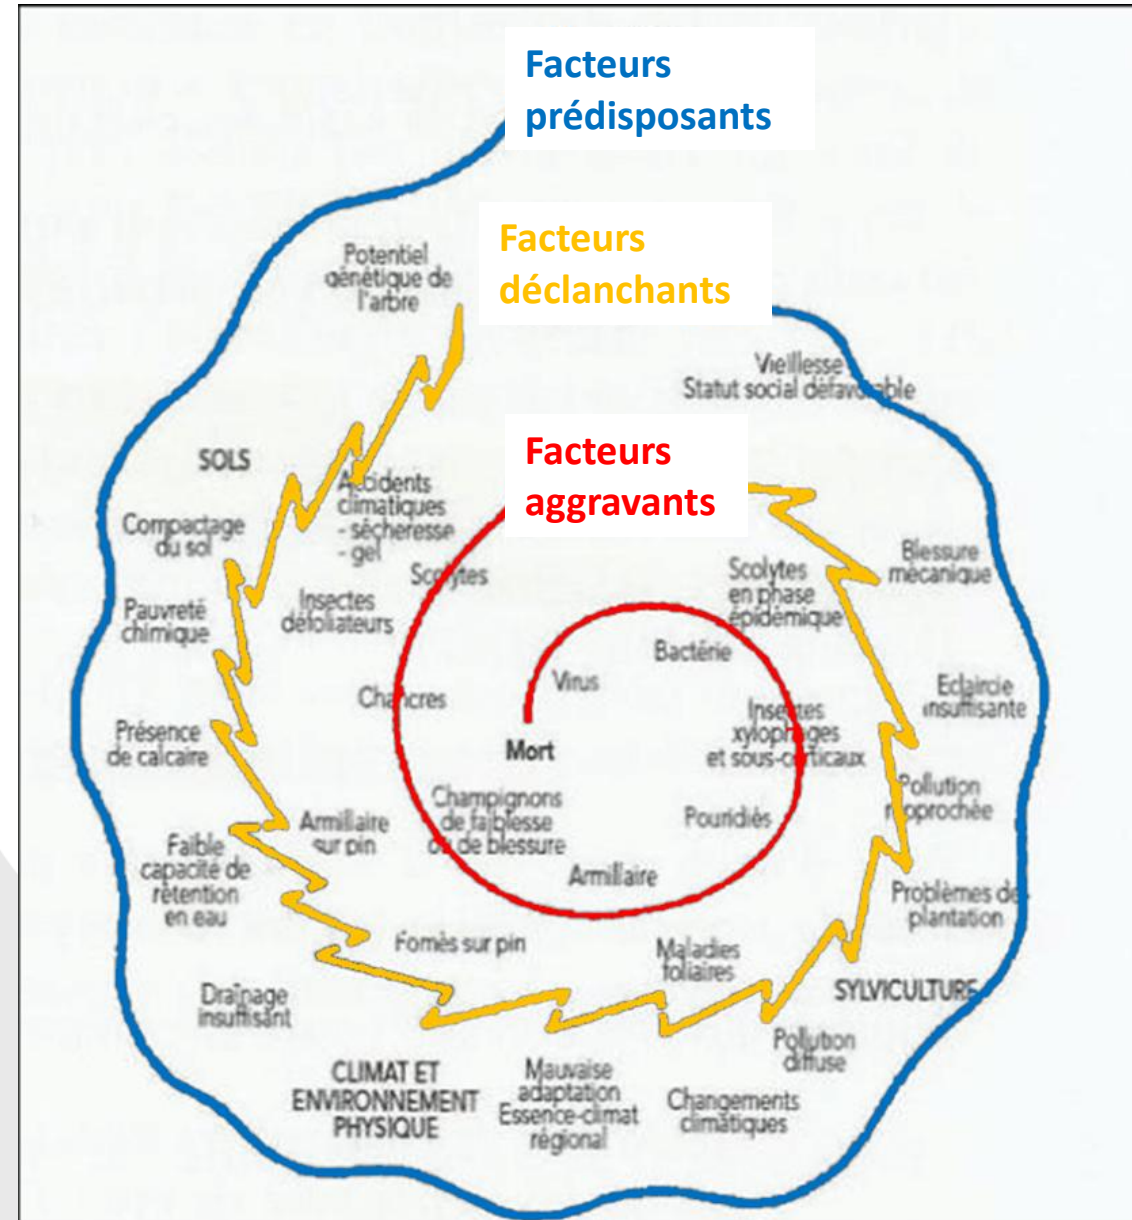 Facteurs
prédisposants
Facteurs
déclanchants
Facteurs
aggravants
Potentiel
génétique de
l'arbre
Vieillesse
Statut social défavorable
SOLS
Compactage
du sol
Pauvreté
chimique
Présence
de calcaire
Faible
capacité de
rétention
en eau
Draînage
insuffisant
CLIMAT ET
ENVIRONNEMENT
PHYSIQUE
Mauvaise
adaptation
Essence-climat
régional
Changements
climatiques
Pollution
diffuse
SYLVICULTURE
Problèmes de
plantation
Pollution
rapprochée
Eclaircie
insuffisante
Blessure
mécanique
Accidents
climatiques
- sécheresse
- gel
Insectes
défoliateurs
Armillaire
sur pin
Fomès sur pin
Maladies
foliaires
Scolytes
en phase
épidémique
Scolytes
Chancres
Champignons
de faiblesse
ou de blessure
Armillaire
Pouridiés
Insectes
xylophages
et sous-corticaux
Bactérie
Virus
Mort